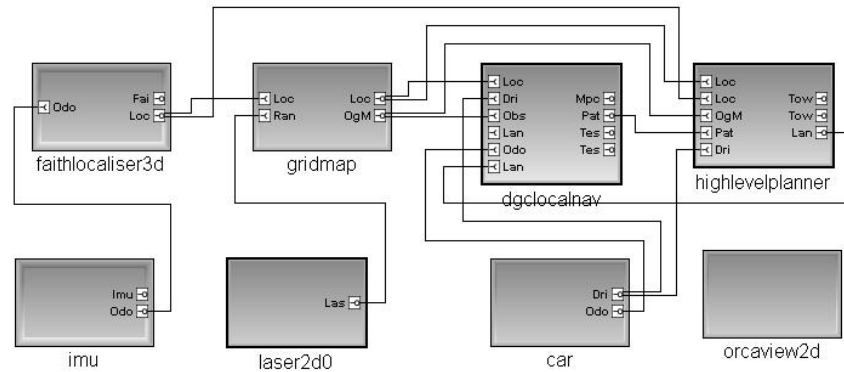 Odo
Fai
Loc
faithlocaliser3d
Loc
Ran
Loc
OgM
gridmap
Loc
Dri
Obs
Lan
Odo
Lan
Mpc
Pat
Tes
Tes
dgclocalnav
Loc
Loc
OgM
Pat
Dri
Tow
Tow
Lan
highlevelplanner
Imu
Odo
imu
Las
laser2d0
Dri
Odo
car
orcaview2d